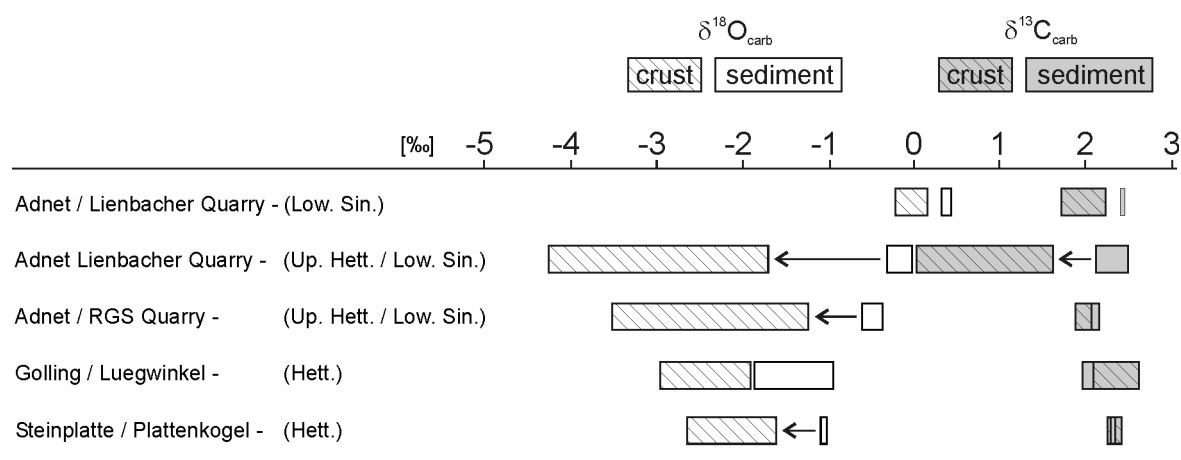 δ18Ocarb δ13Ccarb
crust sediment crust sediment
[‰] -5 -4 -3 -2 -1 0 1 2 3
Adnet / Lienbacher Quarry - (Low. Sin.)
Adnet Lienbacher Quarry - (Up. Hett. / Low. Sin.)
Adnet / RGS Quarry - (Up. Hett. / Low. Sin.)
Golling / Luegwinkel - (Hett.)
Steinplatte / Plattenkogel - (Hett.)